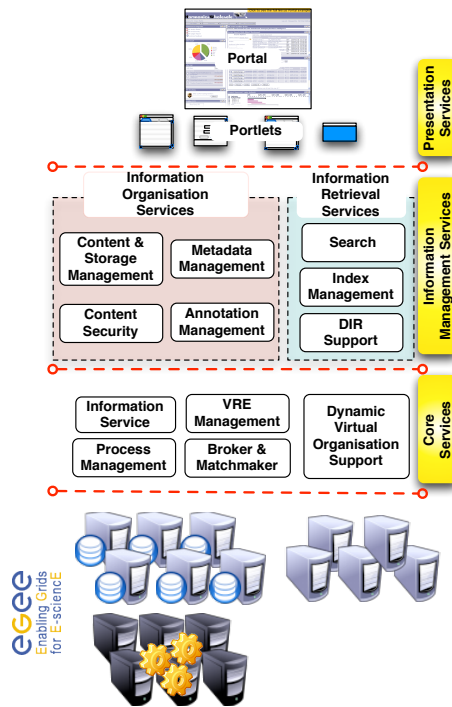 Portal
Portlets
Presentation
Services
Information
Organisation
Services
Information
Retrieval
Services
Content &
Storage
Management
Metadata
Management
Content
Security
Annotation
Management
Search
Index
Management
DIR
Support
Information
Management Services
Information
Service
VRE
Management
Process
Management
Broker &
Matchmaker
Dynamic
Virtual
Organisation
Support
Core
Services
eGee
Enabling Grids
for E-sciencE